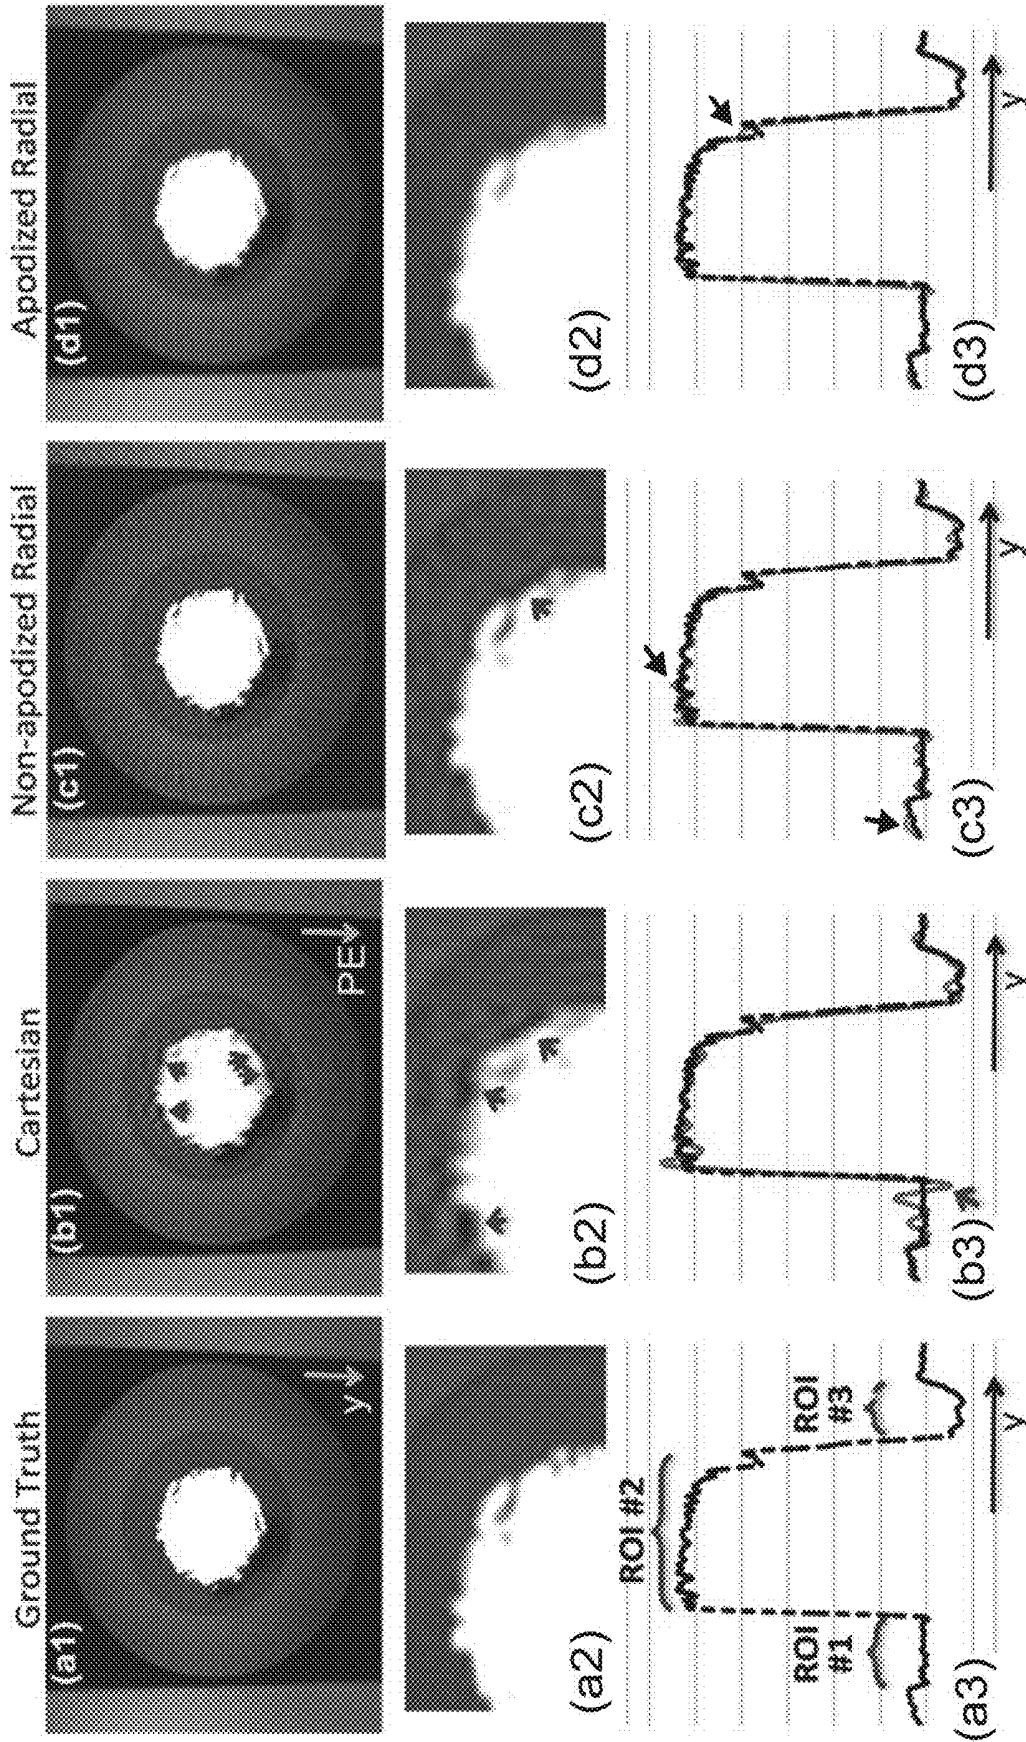 Ground Truth
Cartesian
Non-apodized Radial
Apodized Radial
(a1)
y
(b1)
PE
(c1)
(d1)
(a2)
(b2)
(c2)
(d2)
ROI #1
ROI #2
ROI #3
(a3)
y
(b3)
y
(c3)
y
(d3)
y